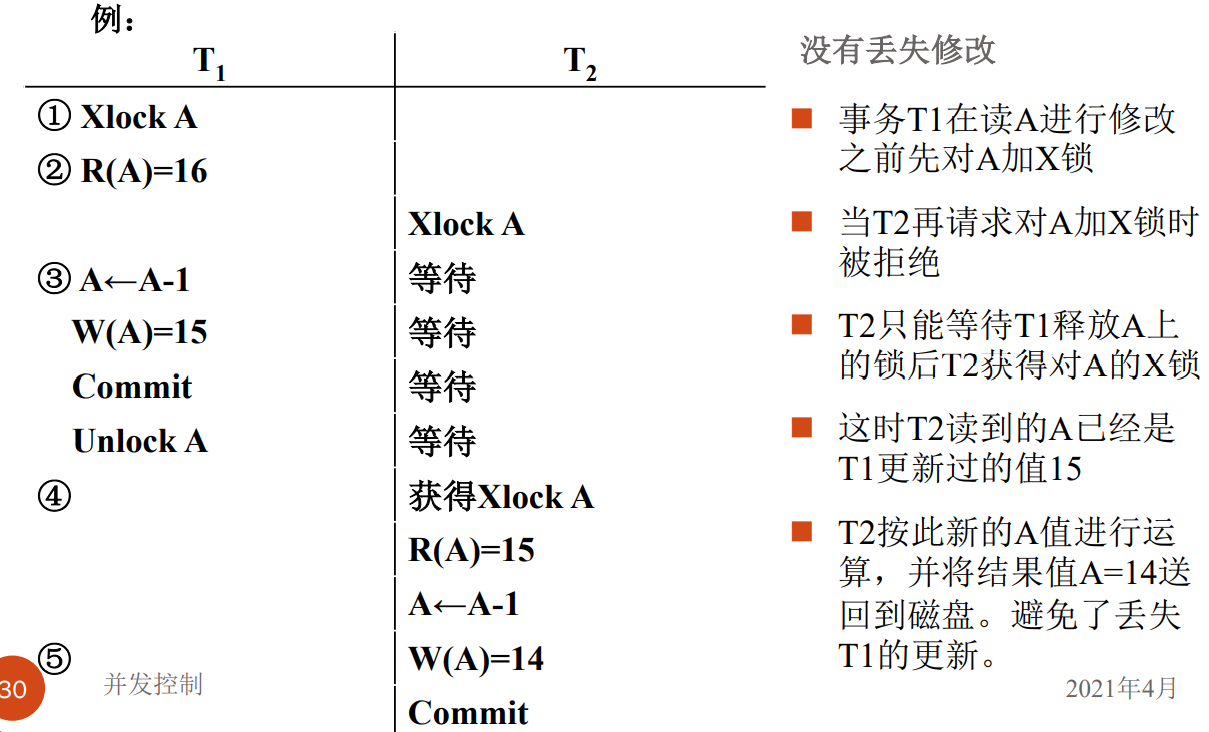 例：
T1 T2
① Xlock A
② R(A)=16
Xlock A
③ A←A-1 等待
W(A)=15 等待
Commit 等待
Unlock A 等待
④ 获得Xlock A
R(A)=15
A←A-1
⑤ W(A)=14
Commit
没有丢失修改
事务T1在读A进行修改
之前先对A加X锁
当T2再请求对A加X锁时
被拒绝
T2只能等待T1释放A上
的锁后T2获得对A的X锁
这时T2读到的A已经是
T1更新过的值15
T2按此新的A值进行运
算，并将结果值A=14送
回到磁盘。避免了丢失
T1的更新。
30
并发控制
2021年4月